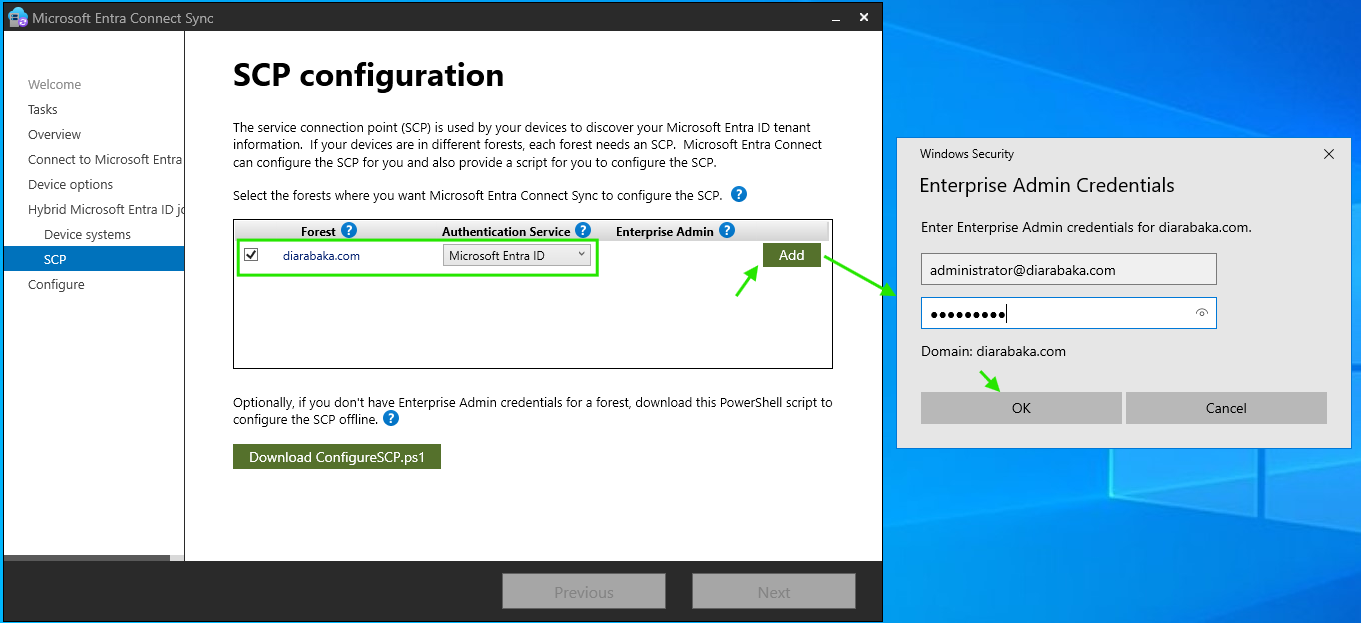 Microsoft Entra Connect Sync
Welcome
Tasks
Overview
Connect to Microsoft Entra
Device options
Hybrid Microsoft Entra ID jo
Device systems
SCP
Configure
SCP configuration
The service connection point (SCP) is used by your devices to discover your Microsoft Entra ID tenant
information. If your devices are in different forests, each forest needs an SCP. Microsoft Entra Connect
can configure the SCP for you and also provide a script for you to configure the SCP.
Select the forests where you want Microsoft Entra Connect Sync to configure the SCP. ?
Forest ? Authentication Service ? Enterprise Admin ?
diarabaka.com Microsoft Entra ID Add
Optionally, if you don't have Enterprise Admin credentials for a forest, download this PowerShell script to
configure the SCP offline. ?
Download ConfigureSCP.ps1
Previous Next
Windows Security
Enterprise Admin Credentials
Enter Enterprise Admin credentials for diarabaka.com.
administrator@diarabaka.com
●●●●●●●●●
Domain: diarabaka.com
OK Cancel